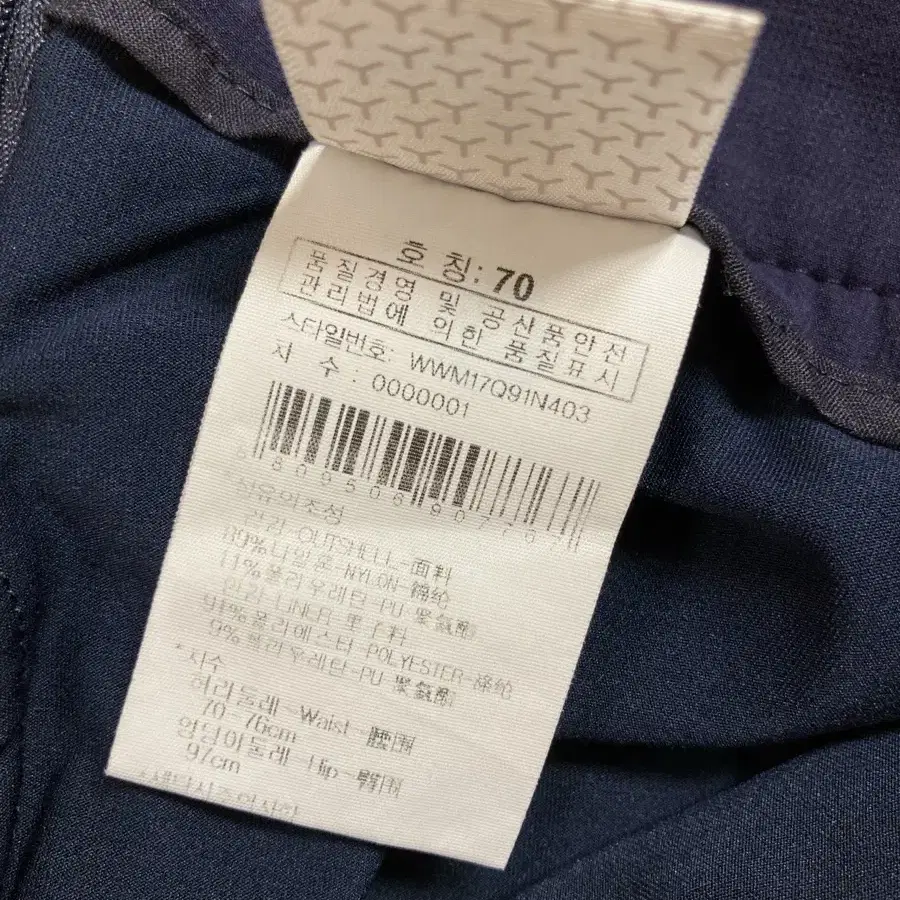 호 칭: 70
품질경영 및 공산품안전
관리법에 의한 품질표시
스타일번호: WWM17Q91N403
치 수 : 0000001
*섬유의조성
겉감 OUTSHELL-面料
89%나일론-NYLON-锦纶
11%폴리우레탄-PU-聚氨酯
안감 LINER 里子料
91%폴리에스터-POLYESTER-涤纶
9%폴리우레탄-PU 聚氨酯
*치수
허리둘레-Waist-腰围
70-76cm
엉덩이둘레-Hip-臀围
97cm